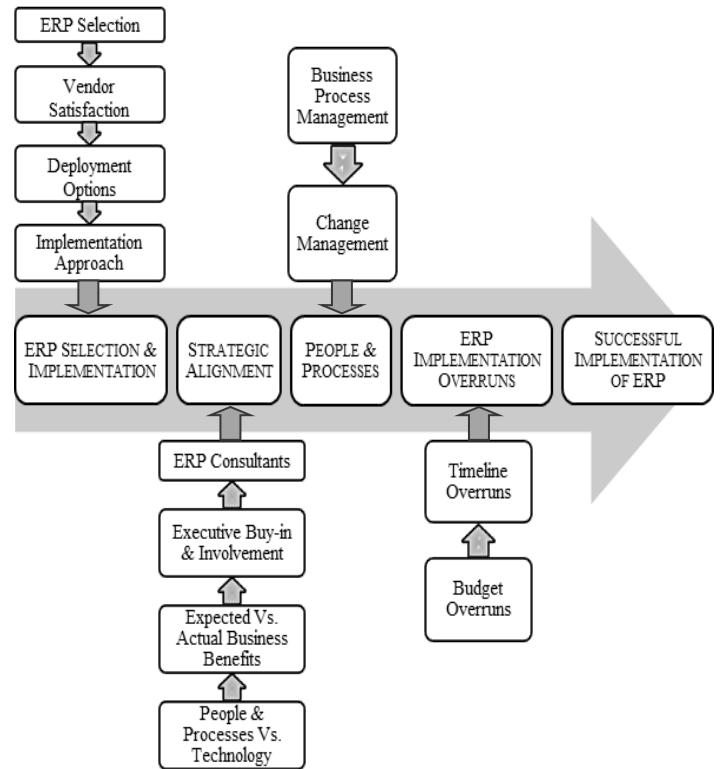 ERP Selection
Vendor
Satisfaction
Deployment
Options
Implementation
Approach
Business
Process
Management
Change
Management
ERP SELECTION &
IMPLEMENTATION
STRATEGIC
ALIGNMENT
PEOPLE &
PROCESSES
ERP
IMPLEMENTATION
OVERRUNS
SUCCESSFUL
IMPLEMENTATION
OF ERP
ERP Consultants
Executive Buy-in
& Involvement
Expected Vs.
Actual Business
Benefits
People &
Processes Vs.
Technology
Timeline
Overruns
Budget
Overruns